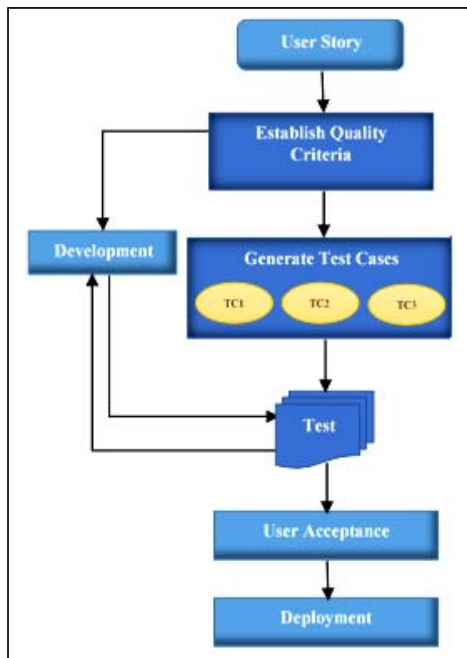 User Story
Establish Quality
Criteria
Development
Generate Test Cases
TC1
TC2
TC3
Test
User Acceptance
Deployment